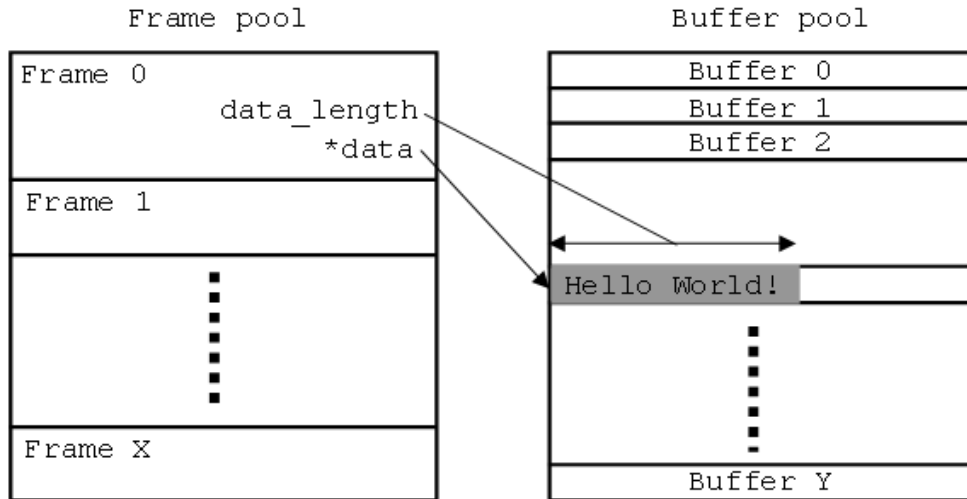 Frame pool
Buffer pool
Frame 0
data_length
*data
Frame 1
Frame X
Buffer 0
Buffer 1
Buffer 2
Hello World!
Buffer Y